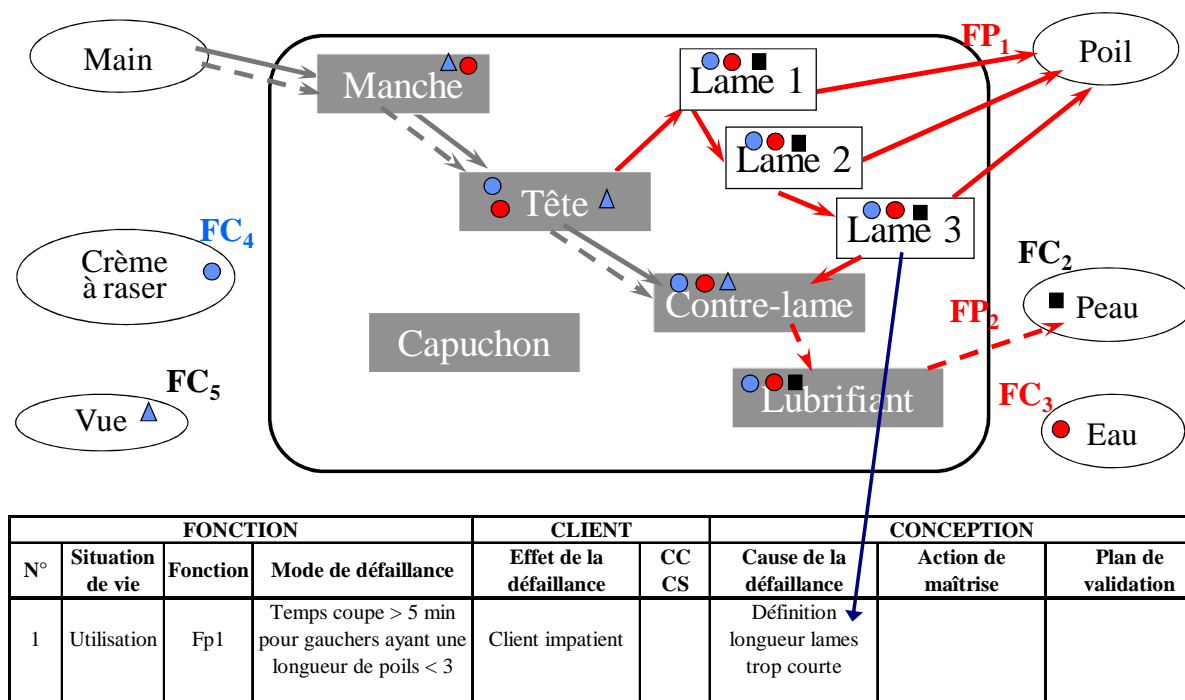 FP1
Main
Poil
Manche
Lame 1
Lame 2
Tête
Lame 3
FC4
Crème
à raser
FC2
Contre-lame
Peau
FP2
Capuchon
FC5
Lubrifiant
FC3
Vue
Eau
FONCTION CLIENT CONCEPTION
N° Situation de vie Fonction Mode de défaillance Effet de la défaillance CC CS Cause de la défaillance Action de maîtrise Plan de validation
1 Utilisation Fp1 Temps coupe > 5 min pour gauchers ayant une longueur de poils < 3 Client impatient Définition longueur lames trop courte